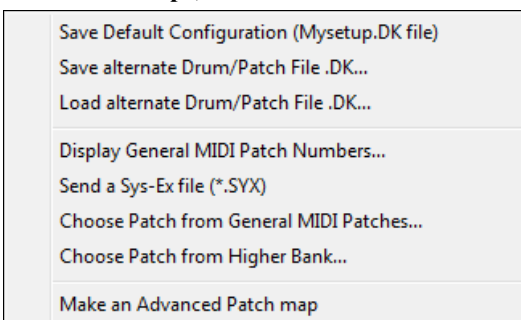 Save Default Configuration (Mysetup.DK file)
Save alternate Drum/Patch File .DK...
Load alternate Drum/Patch File .DK...
Display General MIDI Patch Numbers...
Send a Sys-Ex file (*.SYX)
Choose Patch from General MIDI Patches...
Choose Patch from Higher Bank...
Make an Advanced Patch map